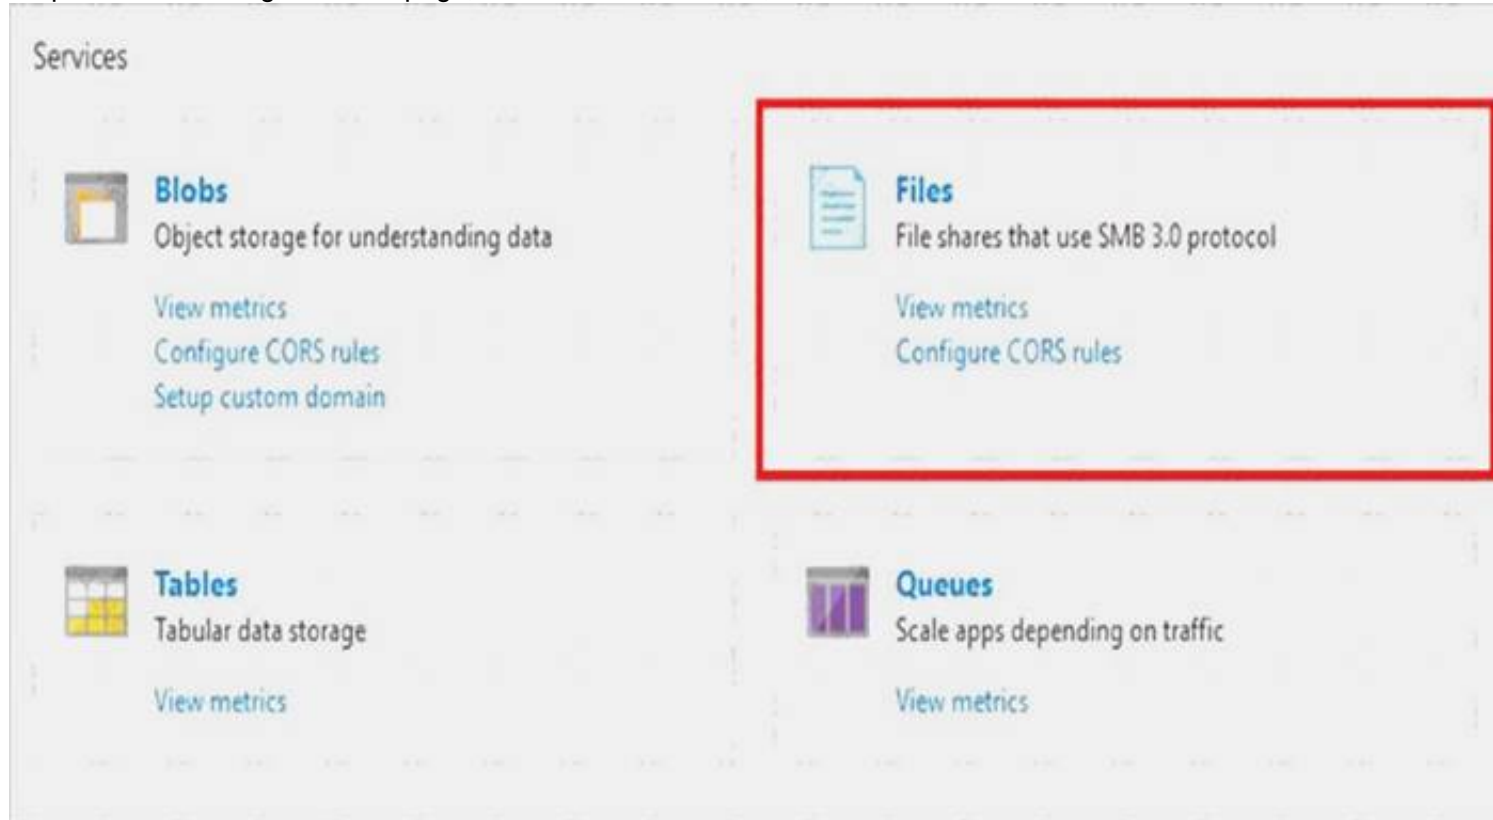 Services
Blobs
Object storage for understanding data
View metrics
Configure CORS rules
Setup custom domain
Files
File shares that use SMB 3.0 protocol
View metrics
Configure CORS rules
Tables
Tabular data storage
View metrics
Queues
Scale apps depending on traffic
View metrics